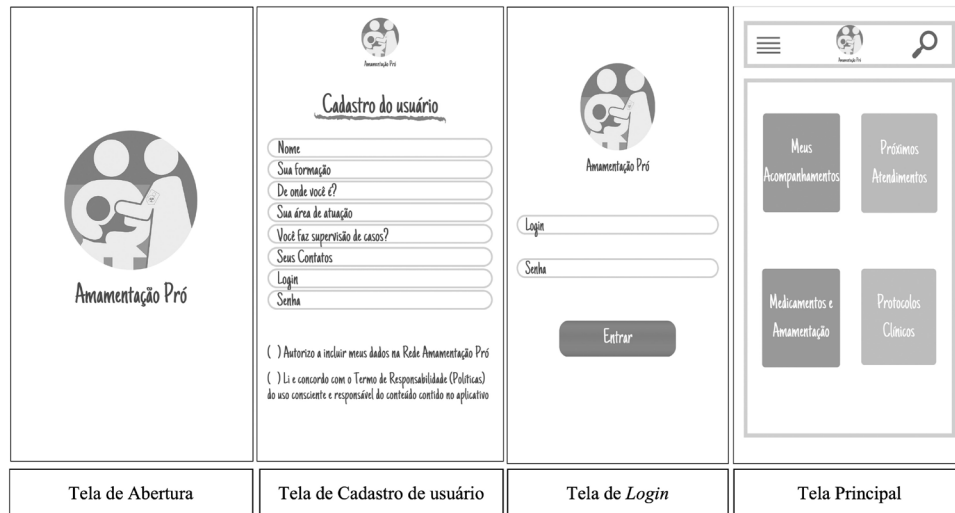 Amamentação Pró
Tela de Abertura
Amamentação Pró
Cadastro do usuário
Nome
Sua formação
De onde você é?
Sua área de atuação
Você faz supervisão de casos?
Seus Contatos
Login
Senha
( ) Autorizo a incluir meus dados na Rede Amamentação Pró
( ) Li e concordo com o Termo de Responsabilidade (Políticas)
do uso consciente e responsável do conteúdo contido no aplicativo
Tela de Cadastro de usuário
Amamentação Pró
Login
Senha
Entrar
Tela de Login
Amamentação Pró
Meus
Acompanhamentos
Próximos
Atendimentos
Medicamentos e
Amamentação
Protocolos
Clínicos
Tela Principal